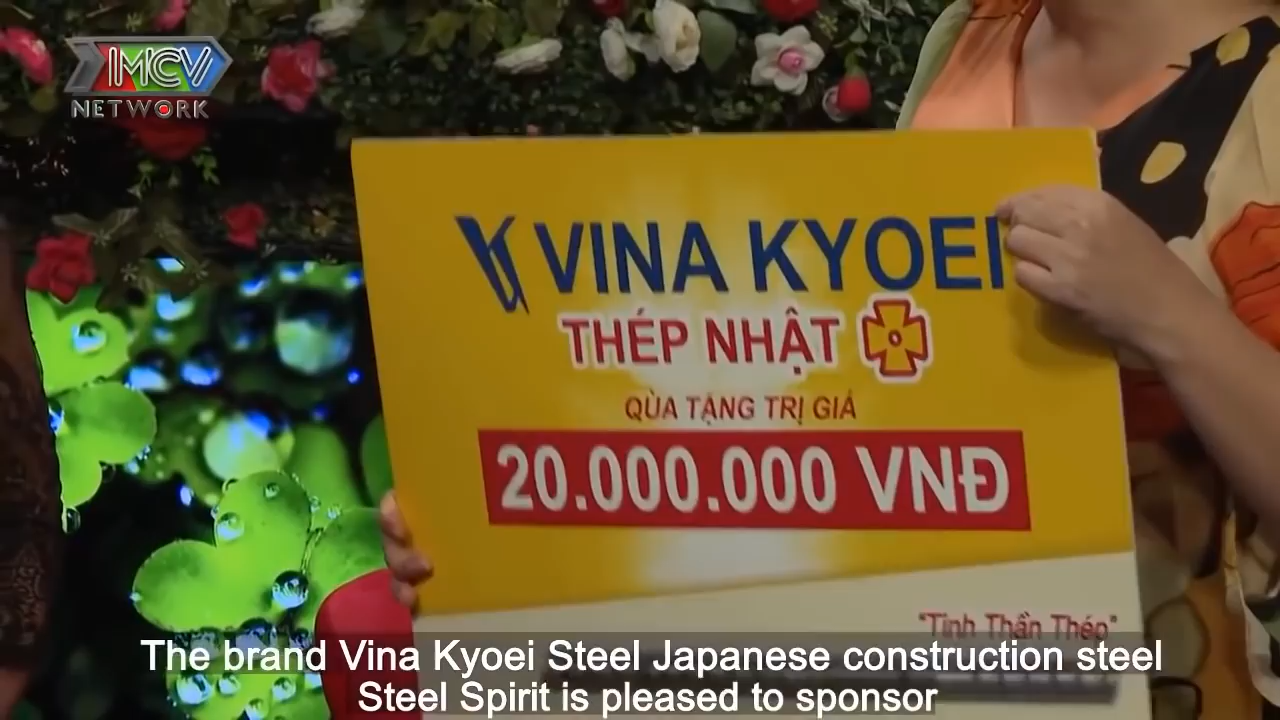 MCV
NETWORK
VINA KYOEI
THÉP NHẬT
QÙA TẶNG TRỊ GIÁ
20.000.000 VNĐ
"Tinh Thần Thép"
The brand Vina Kyoei Steel Japanese construction steel
Steel Spirit is pleased to sponsor